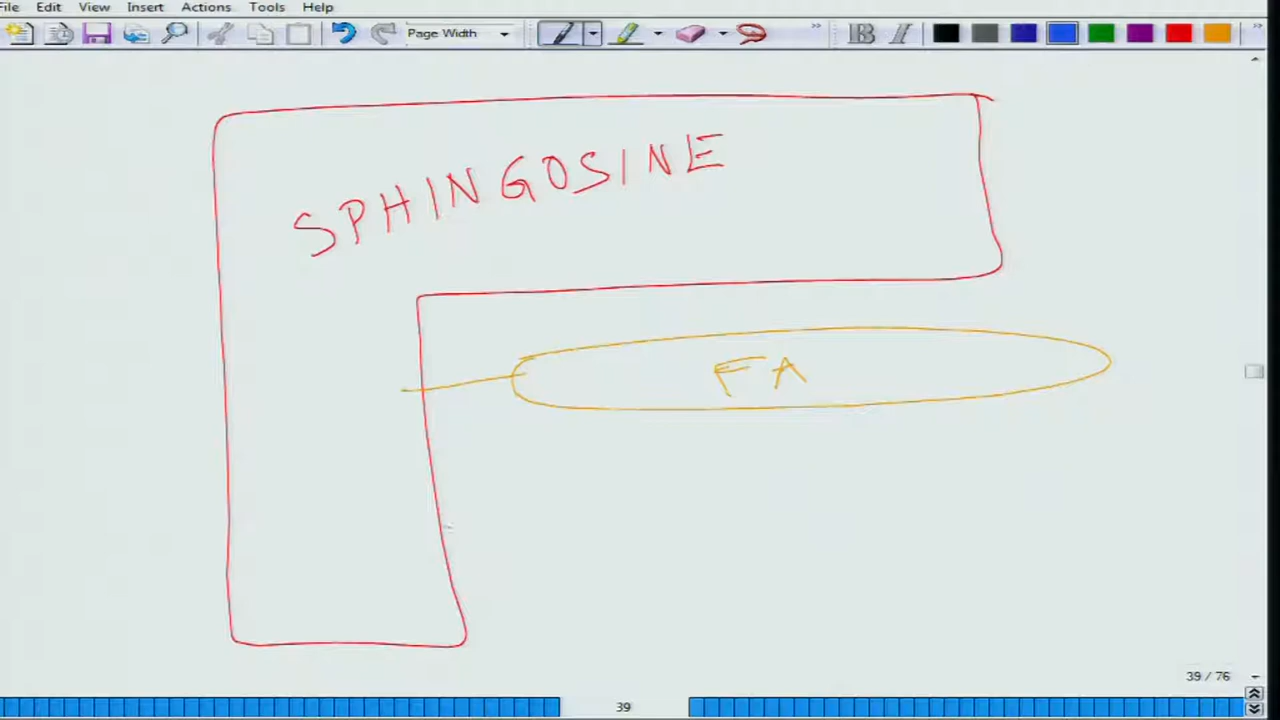 File Edit View Insert Actions Tools Help
Page Width
B I
SPHINGOSINE
FA
39 / 76
39